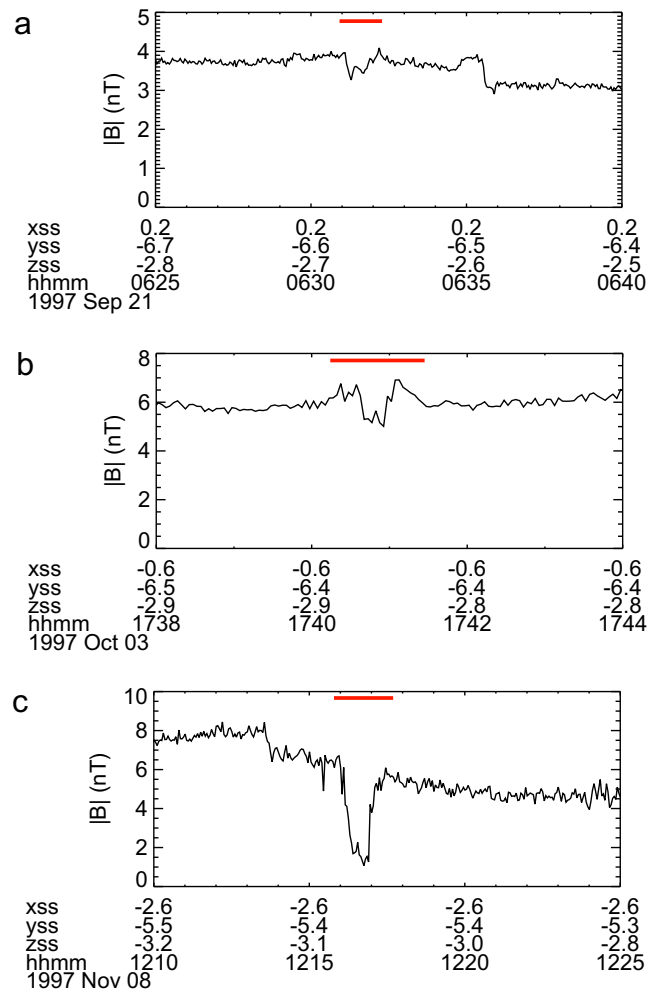 a
5
4
3
2
1
0
|B| (nT)
xss 0.2 0.2 0.2 0.2
yss -6.7 -6.6 -6.5 -6.4
zss -2.8 -2.7 -2.6 -2.5
hhmm 0625 0630 0635 0640
1997 Sep 21
b
8
6
4
2
0
|B| (nT)
xss -0.6 -0.6 -0.6 -0.6
yss -6.5 -6.4 -6.4 -6.4
zss -2.9 -2.9 -2.8 -2.8
hhmm 1738 1740 1742 1744
1997 Oct 03
c
10
8
6
4
2
0
|B| (nT)
xss -2.6 -2.6 -2.6 -2.6
yss -5.5 -5.4 -5.4 -5.3
zss -3.2 -3.1 -3.0 -2.8
hhmm 1210 1215 1220 1225
1997 Nov 08